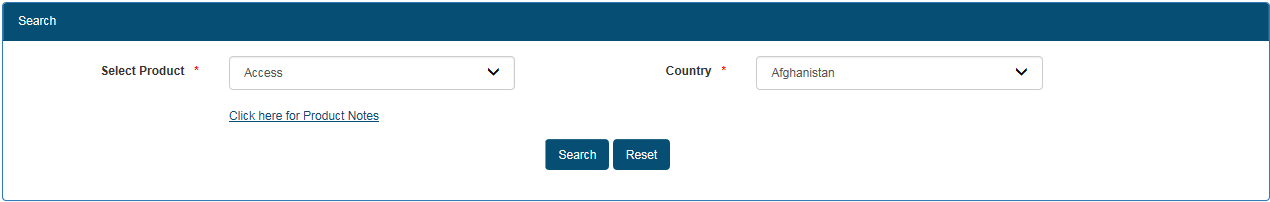 Search
Select Product * Access Country * Afghanistan
Click here for Product Notes
Search Reset